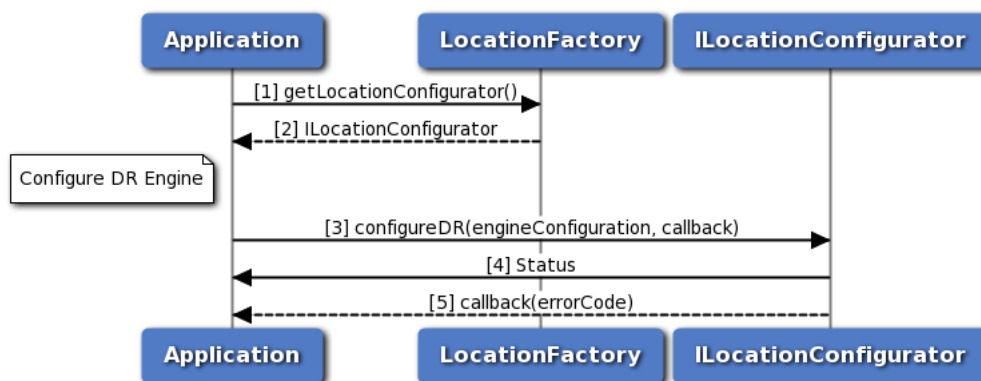 Application
LocationFactory
ILocationConfigurator
[1] getLocationConfigurator()
[2] ILocationConfigurator
Configure DR Engine
[3] configureDR(engineConfiguration, callback)
[4] Status
[5] callback(errorCode)
Application
LocationFactory
ILocationConfigurator